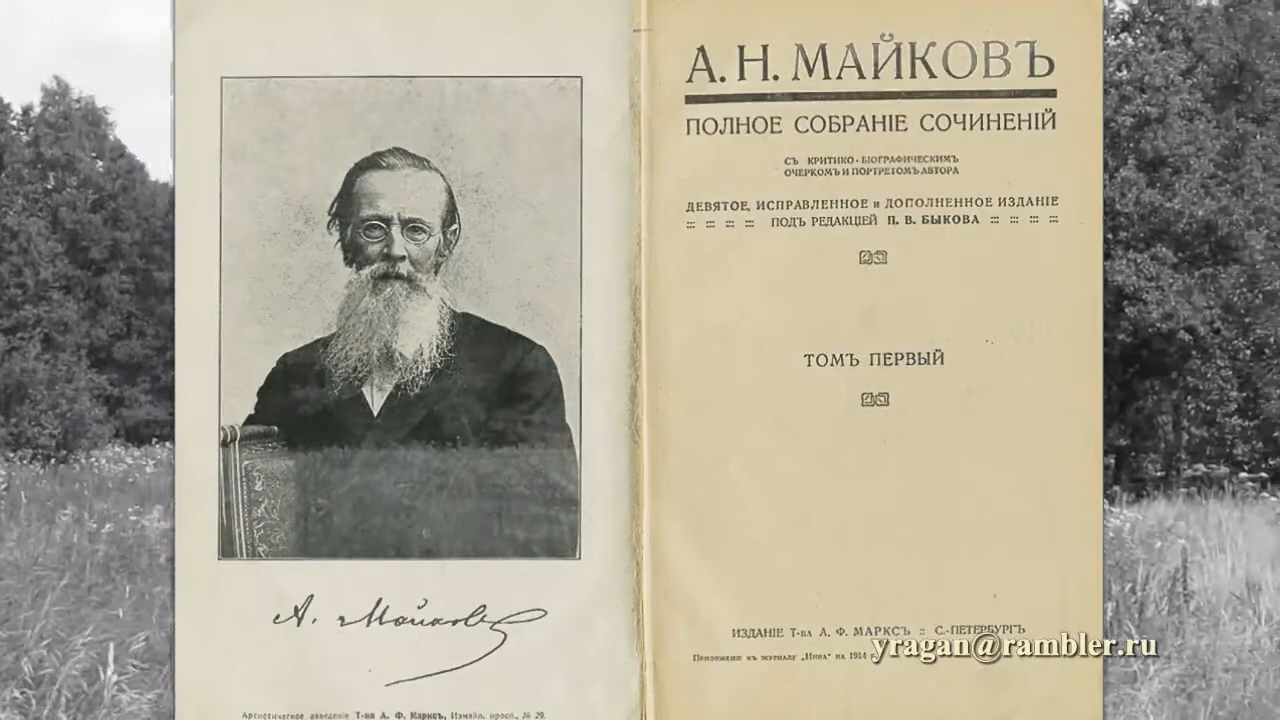 А. Майковъ
Артистическое заведеніе Т-ва А. Ф. Марксъ, Измайл. просп., № 29.
А. Н. МАЙКОВЪ
ПОЛНОЕ СОБРАНІЕ СОЧИНЕНІЙ
СЪ КРИТИКО-БІОГРАФИЧЕСКИМЪ
ОЧЕРКОМЪ И ПОРТРЕТОМЪ АВТОРА
ДЕВЯТОЕ, ИСПРАВЛЕННОЕ и ДОПОЛНЕННОЕ ИЗДАНІЕ
ПОДЪ РЕДАКЦІЕЙ П. В. БЫКОВА
ТОМЪ ПЕРВЫЙ
ИЗДАНІЕ Т-ва А. Ф. МАРКСЪ :: С.-ПЕТЕРБУРГЪ
Приложеніе къ журналу „Нива“ на 1914
yragan@rambler.ru